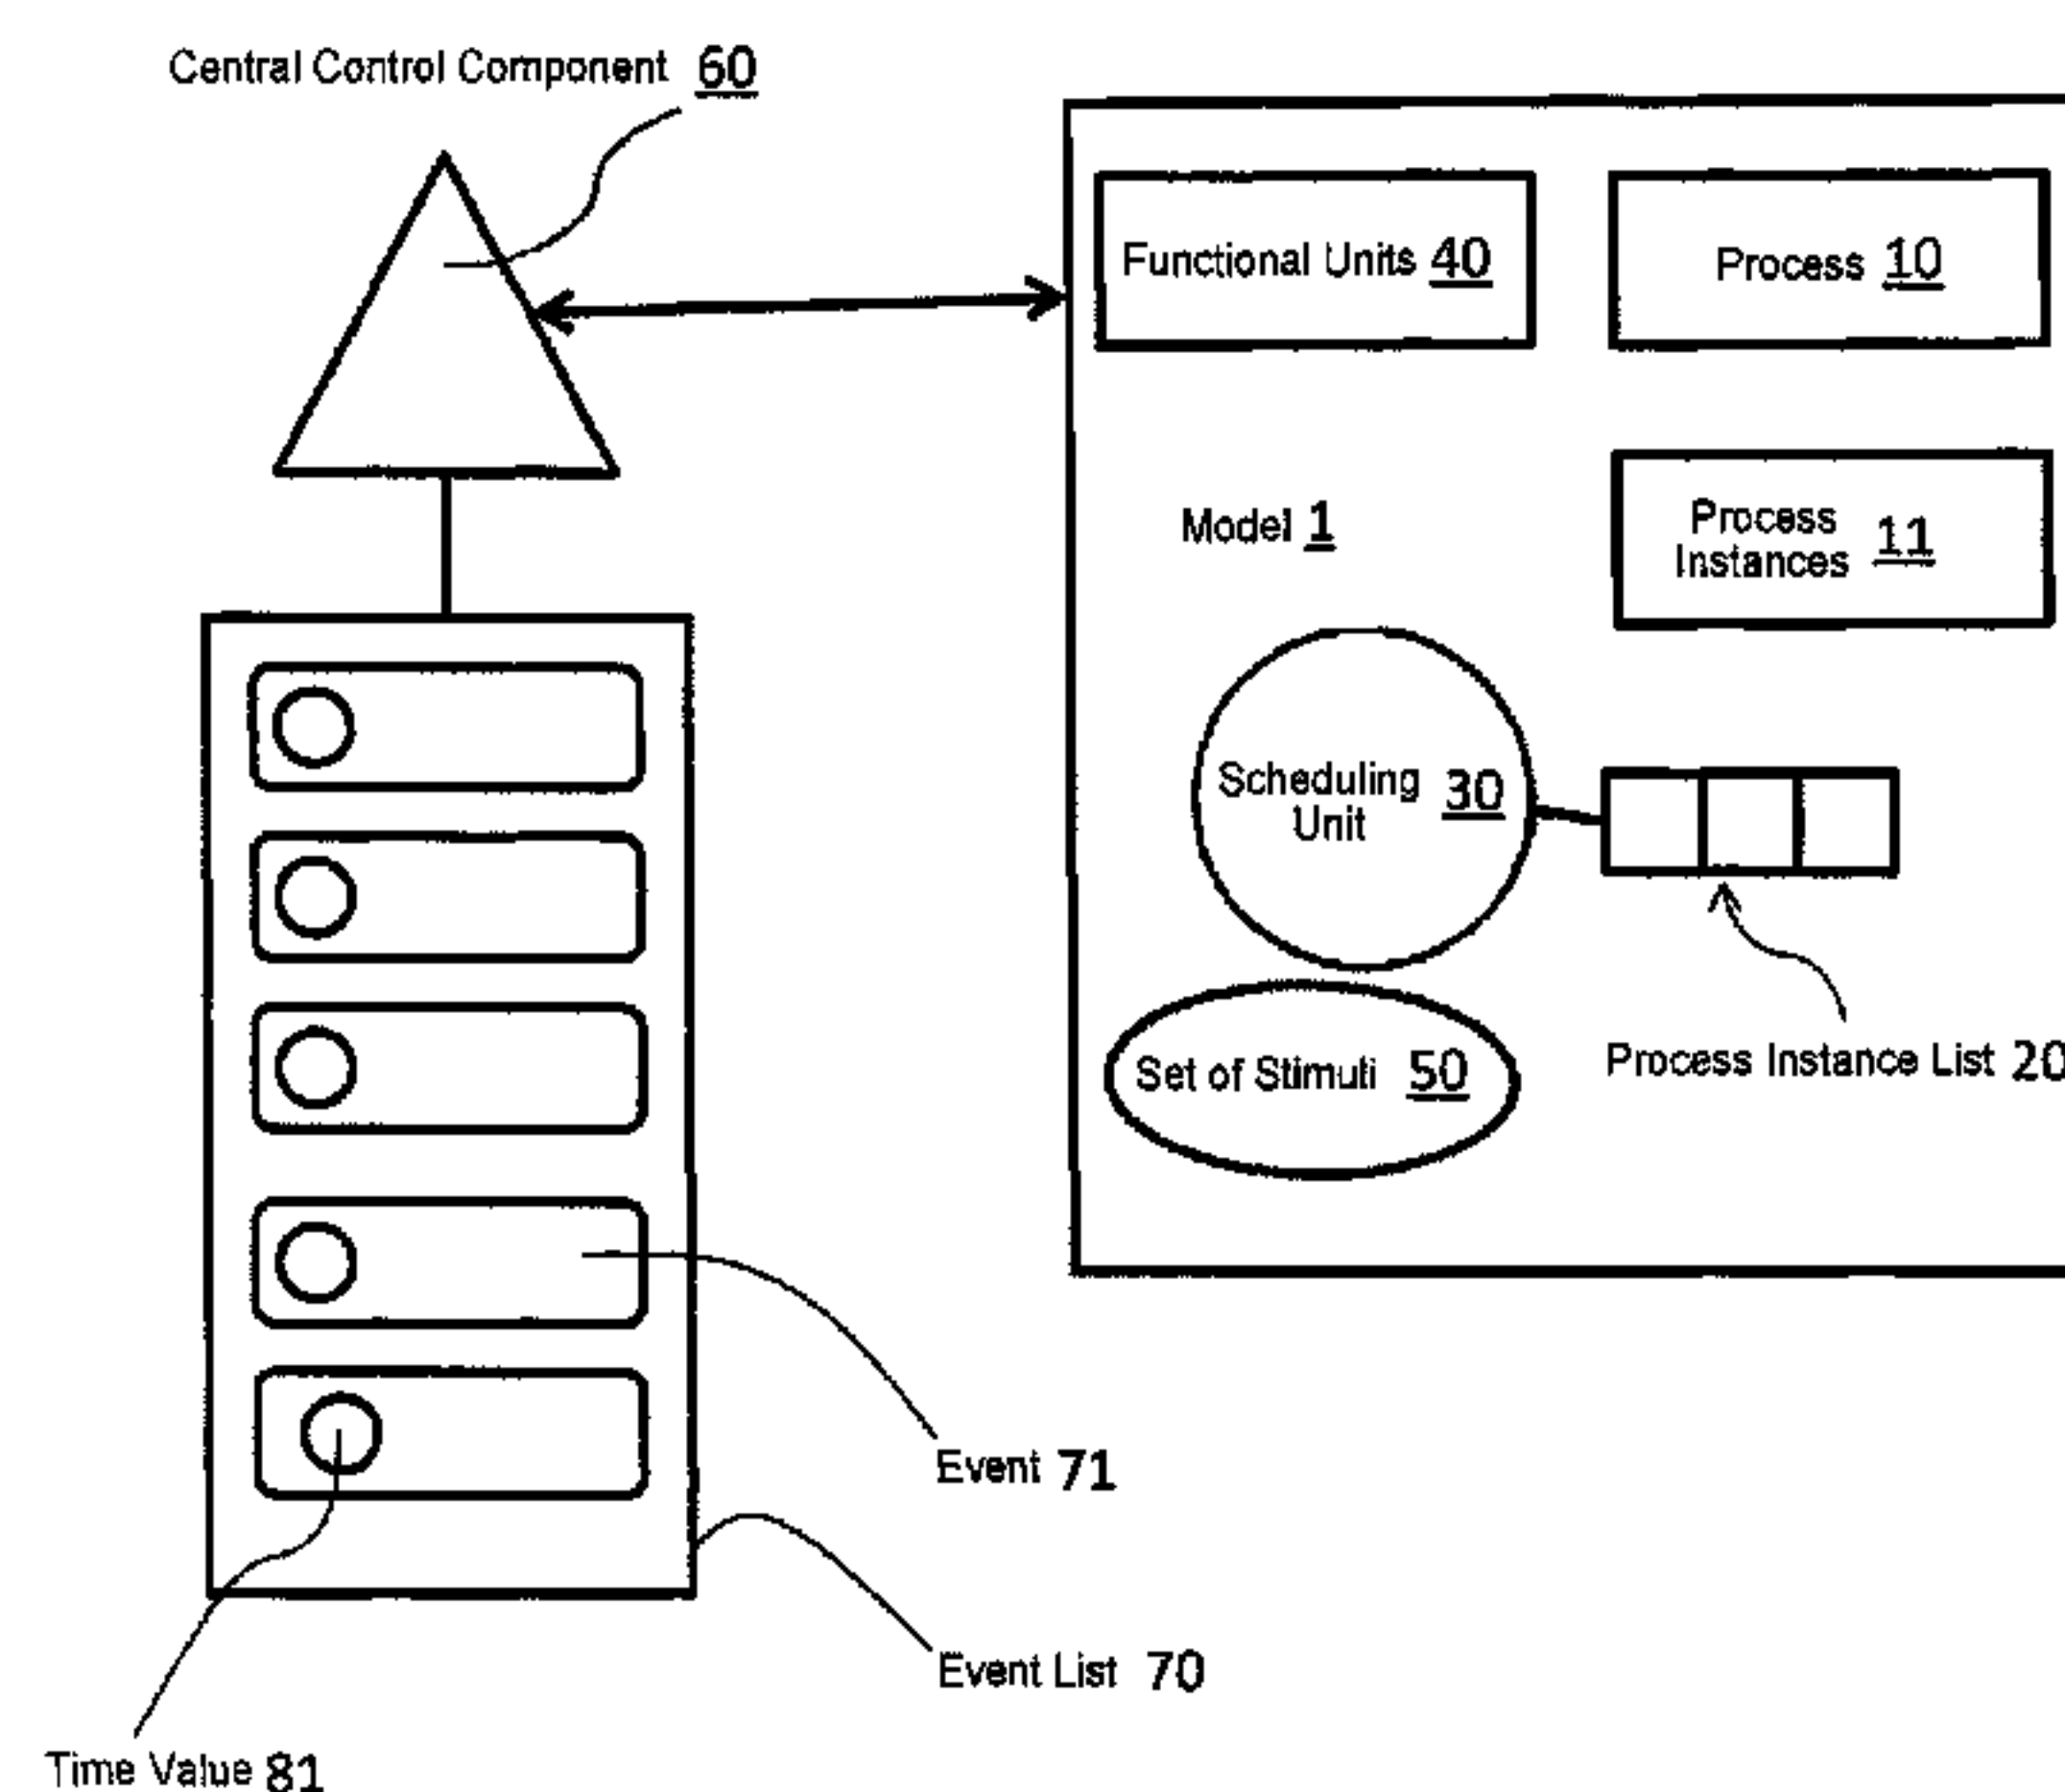 Central Control Component 60
Functional Units 40
Process 10
Model 1
Process
Instances 11
Scheduling
Unit 30
Set of Stimuti 50
Process Instance List 20
Event 71
Event List 70
Time Value 81